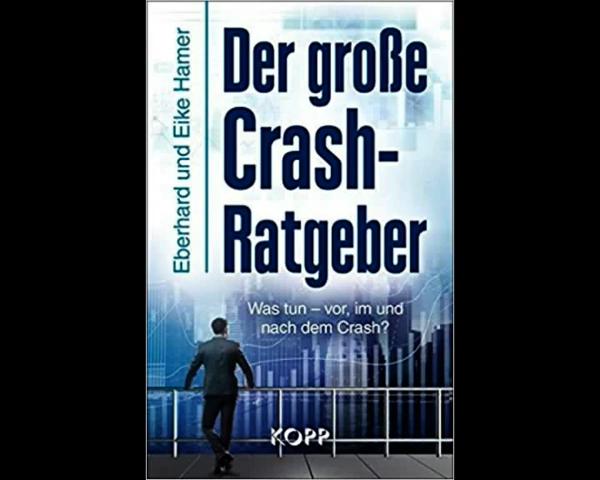 Eberhard und Eike Hamer
Der große
Crash-
Ratgeber
Was tun – vor, im und
nach dem Crash?
KOPP